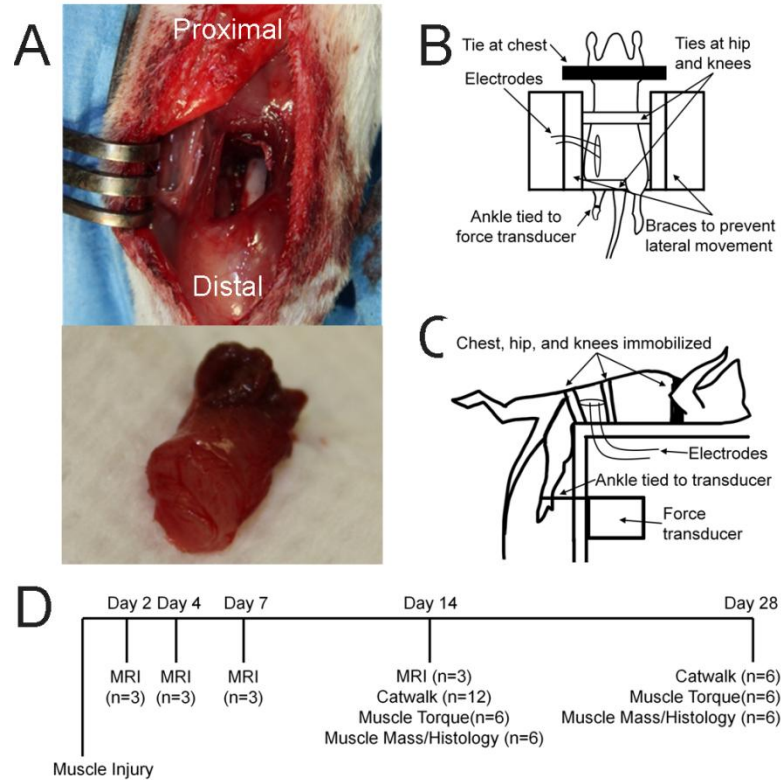 A
Proximal
Distal
B
Tie at chest
Ties at hip
and knees
Electrodes
Ankle tied to
force transducer
Braces to prevent
lateral movement
C
Chest, hip, and knees immobilized
Electrodes
Ankle tied to transducer
Force
transducer
D
Day 2 Day 4 Day 7 Day 14 Day 28
MRI MRI MRI MRI (n=3) Catwalk (n=6)
(n=3) (n=3) (n=3) Catwalk (n=12) Muscle Torque(n=6)
Muscle Torque(n=6) Muscle Mass/Histology (n=6)
Muscle Mass/Histology (n=6)
Muscle Injury